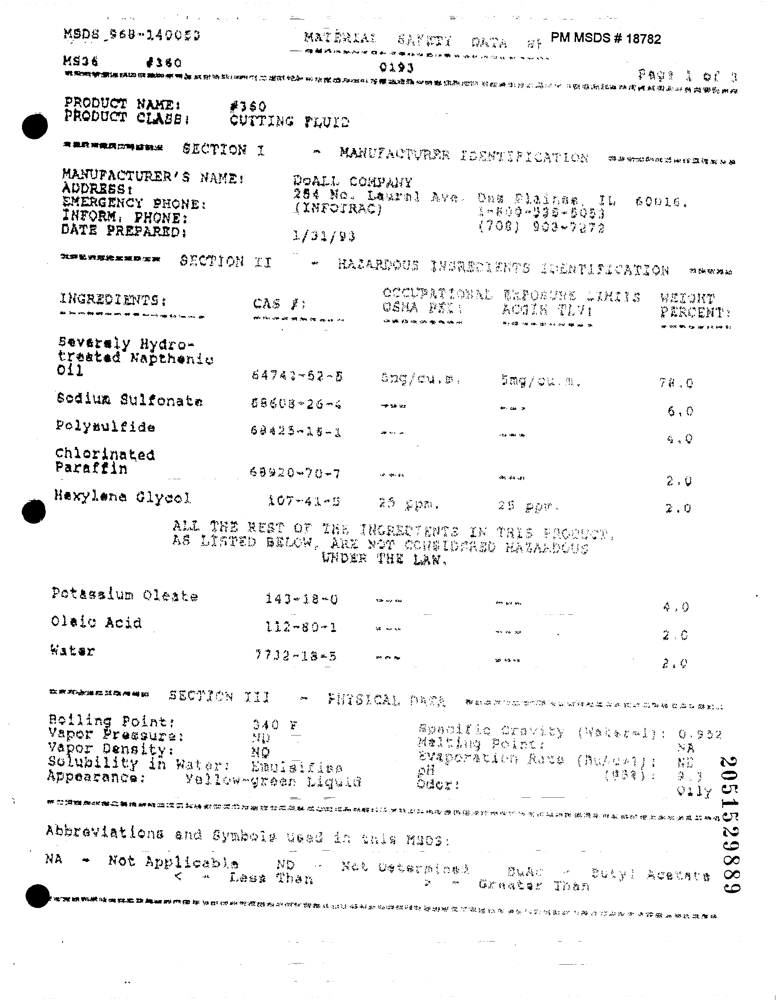 MSDS 968-140053 MATERIAL SAFETY DATA PM MSDS # 18782
MS36 #360 0193 Page 1 of 3
PRODUCT NAME: #360
PRODUCT CLASS: CUTTING FLUID
SECTION I - MANUFACTURER IDENTIFICATION
MANUFACTURER'S NAME: DoALL COMPANY
ADDRESS: 254 No. Laurel Ave. Des Plaines, IL 60016.
EMERGENCY PHONE: (INFOTRAC) 1-800-535-5053
INFORM. PHONE: (708) 803-7272
DATE PREPARED: 1/31/93
SECTION II - HAZARDOUS INGREDIENTS IDENTIFICATION
OCCUPATIONAL EXPOSURE LIMITS WEIGHT
INGREDIENTS: CAS #: OSHA PEL: ACGIH TLV: PERCENT:
Severely Hydro-
treated Napthenic
Oil 64742-52-5 5mg/cu.m. 5mg/cu.m. 78.0
Sodium Sulfonate 68608-26-4 --- --- 6.0
Polysulfide 68425-15-1 --- --- 4.0
Chlorinated
Paraffin 68920-70-7 --- --- 2.0
Hexylene Glycol 107-41-5 25 ppm. 25 ppm. 2.0
ALL THE REST OF THE INGREDIENTS IN THIS PRODUCT,
AS LISTED BELOW, ARE NOT CONSIDERED HAZARDOUS
UNDER THE LAW.
Potassium Oleate 143-18-0 --- --- 4.0
Oleic Acid 112-80-1 --- --- 2.0
Water 7732-18-5 --- --- 2.0
SECTION III - PHYSICAL DATA
Boiling Point: 340 F Specific Gravity (Water=1): 0.952
Vapor Pressure: ND Melting Point: NA
Vapor Density: ND Evaporation Rate (BuAc=1): ND
Solubility in Water: Emulsifies pH (95%): 9.3
Appearance: Yellow-green Liquid Odor: Oily
Abbreviations and Symbols used in this MSDS:
NA - Not Applicable ND - Not Determined BuAc - Butyl Acetate
< - Less Than > - Greater Than
2051529889